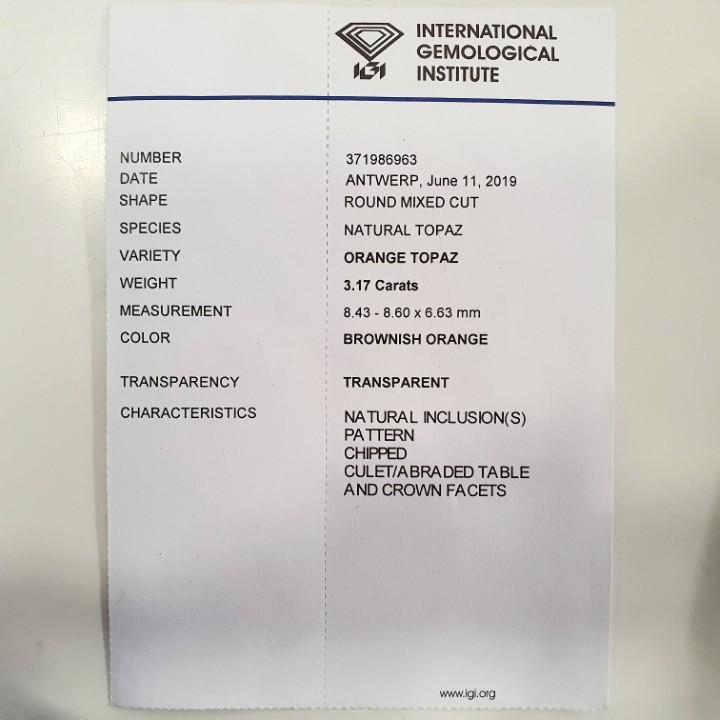 IGI
INTERNATIONAL
GEMOLOGICAL
INSTITUTE
NUMBER 371986963
DATE ANTWERP, June 11, 2019
SHAPE ROUND MIXED CUT
SPECIES NATURAL TOPAZ
VARIETY ORANGE TOPAZ
WEIGHT 3.17 Carats
MEASUREMENT 8.43 - 8.60 x 6.63 mm
COLOR BROWNISH ORANGE
TRANSPARENCY TRANSPARENT
CHARACTERISTICS NATURAL INCLUSION(S)
PATTERN
CHIPPED
CULET/ABRADED TABLE
AND CROWN FACETS
www.igi.org